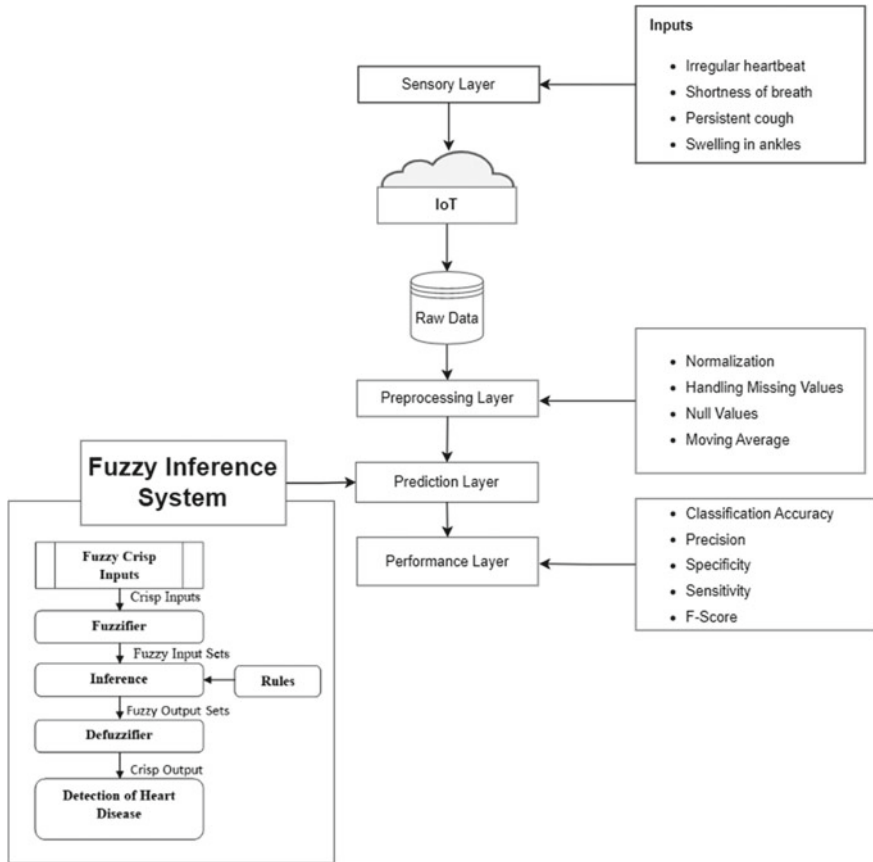 Inputs
• Irregular heartbeat
• Shortness of breath
• Persistent cough
• Swelling in ankles
Sensory Layer
IoT
Raw Data
• Normalization
• Handling Missing Values
• Null Values
• Moving Average
Preprocessing Layer
Fuzzy Inference
System
Prediction Layer
Performance Layer
• Classification Accuracy
• Precision
• Specificity
• Sensitivity
• F-Score
Fuzzy Crisp
Inputs
Crisp Inputs
Fuzzifier
Fuzzy Input Sets
Inference
Rules
Fuzzy Output Sets
Defuzzifier
Crisp Output
Detection of Heart
Disease